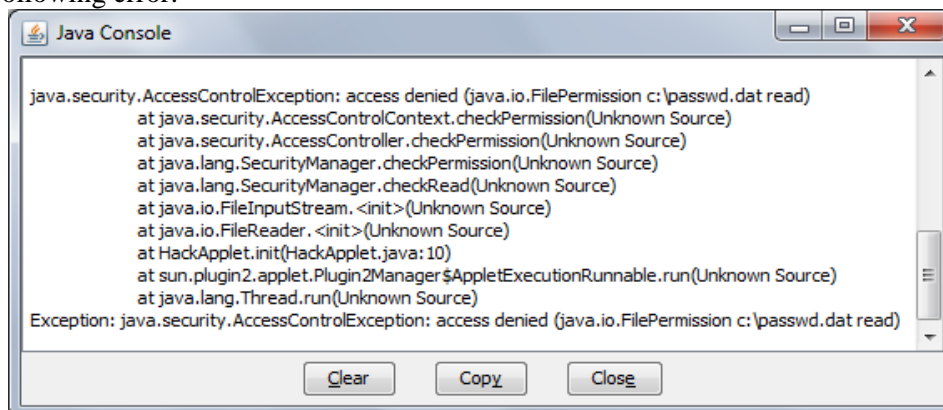 ollowing error:
Java Console
java.security.AccessControlException: access denied (java.io.FilePermission c:\passwd.dat read)
at java.security.AccessControlContext.checkPermission(Unknown Source)
at java.security.AccessController.checkPermission(Unknown Source)
at java.lang.SecurityManager.checkPermission(Unknown Source)
at java.lang.SecurityManager.checkRead(Unknown Source)
at java.io.FileInputStream.<init>(Unknown Source)
at java.io.FileReader.<init>(Unknown Source)
at HackApplet.init(HackApplet.java:10)
at sun.plugin2.applet.Plugin2Manager$AppletExecutionRunnable.run(Unknown Source)
at java.lang.Thread.run(Unknown Source)
Exception: java.security.AccessControlException: access denied (java.io.FilePermission c:\passwd.dat read)
Clear Copy Close